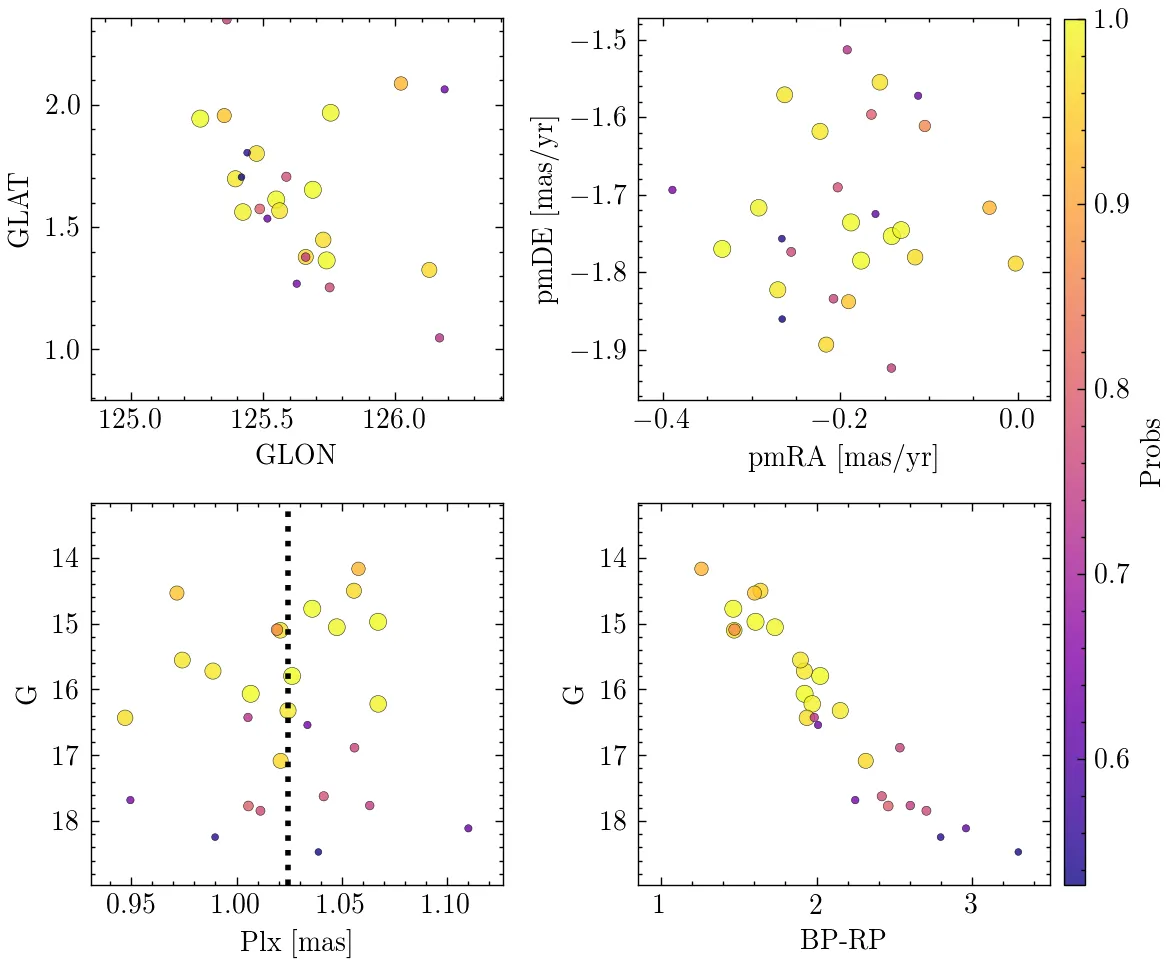 2.0
1.5
1.0
GLAT
125.0 125.5 126.0
GLON
−1.5
−1.6
−1.7
−1.8
−1.9
pmDE [mas/yr]
−0.4 −0.2 0.0
pmRA [mas/yr]
14
15
16
17
18
G
0.95 1.00 1.05 1.10
Plx [mas]
14
15
16
17
18
G
1 2 3
BP-RP
1.0
0.9
0.8
0.7
0.6
Probs